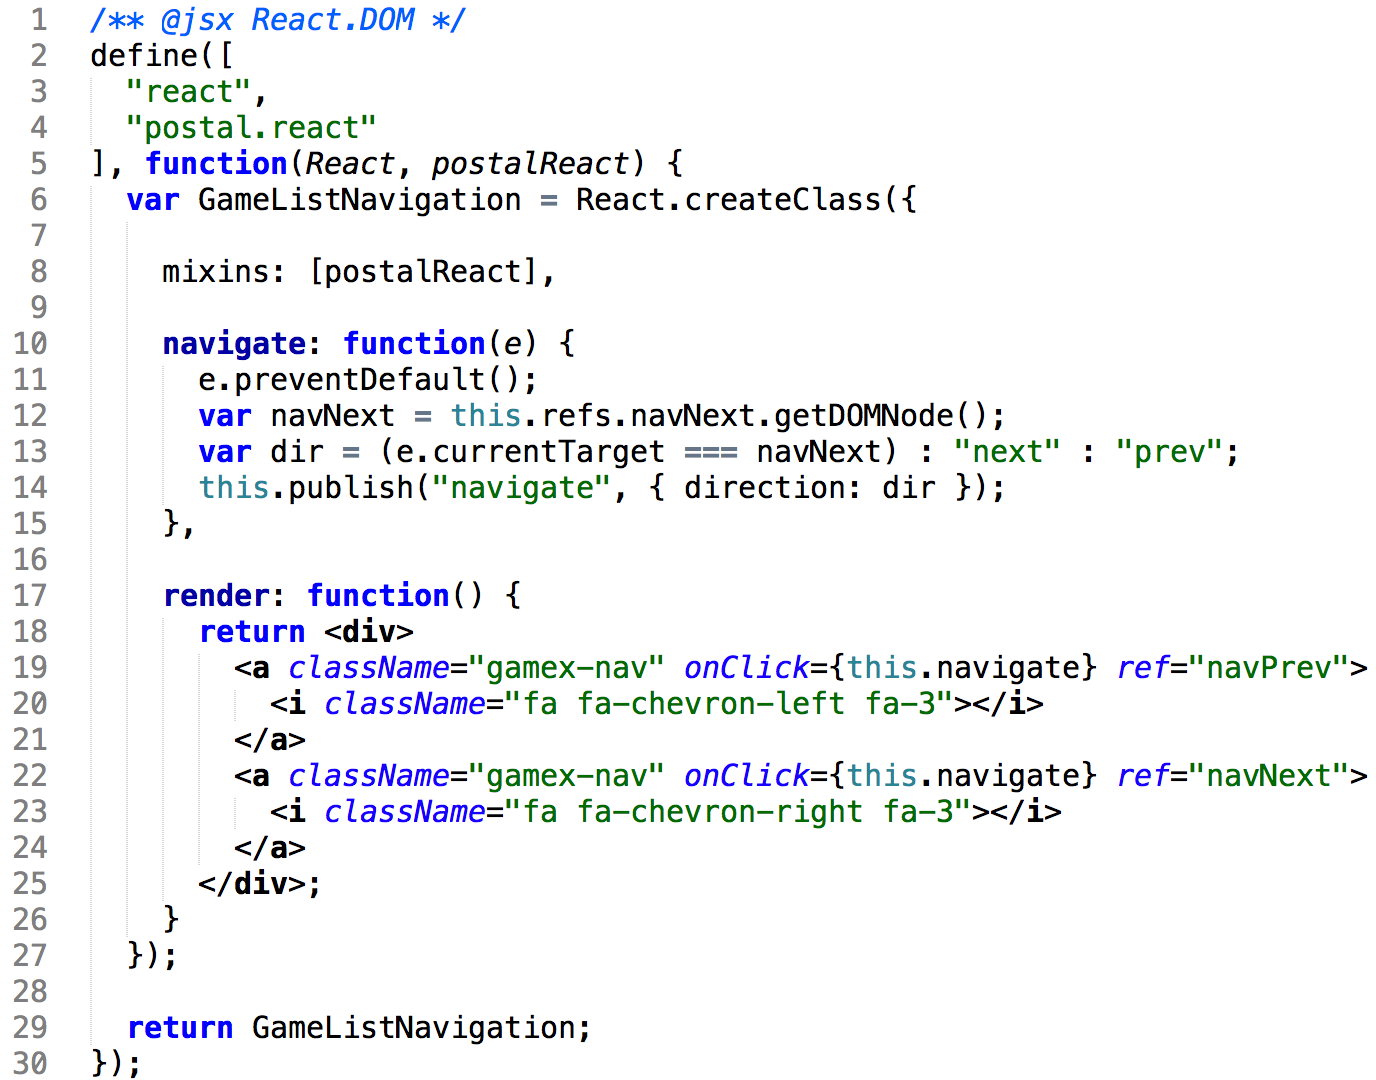 1 /** @jsx React.DOM */
2 define([
3 "react",
4 "postal.react"
5 ], function(React, postalReact) {
6 var GameListNavigation = React.createClass({
7
8 mixins: [postalReact],
9
10 navigate: function(e) {
11 e.preventDefault();
12 var navNext = this.refs.navNext.getDOMNode();
13 var dir = (e.currentTarget === navNext) : "next" : "prev";
14 this.publish("navigate", { direction: dir });
15 },
16
17 render: function() {
18 return <div>
19 <a className="gamex-nav" onClick={this.navigate} ref="navPrev">
20 <i className="fa fa-chevron-left fa-3"></i>
21 </a>
22 <a className="gamex-nav" onClick={this.navigate} ref="navNext">
23 <i className="fa fa-chevron-right fa-3"></i>
24 </a>
25 </div>;
26 }
27 });
28
29 return GameListNavigation;
30 });